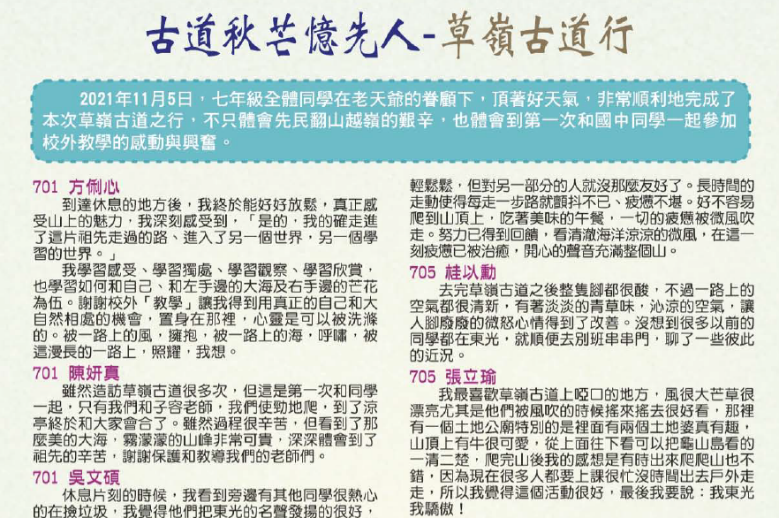 古道秋芒憶先人-草嶺古道行
2021年11月5日，七年級全體同學在老天爺的眷顧下，頂著好天氣，非常順利地完成了
本次草嶺古道之行，不只體會先民翻山越嶺的艱辛，也體會到第一次和國中同學一起參加
校外教學的感動與興奮。
701 方俐心
到達休息的地方後，我終於能好好放鬆，真正感
受山上的魅力，我深刻感受到，「是的，我的確走進
了這片祖先走過的路、進入了另一個世界，另一個學
習的世界。」
我學習感受、學習獨處、學習觀察、學習欣賞，
也學習如何和自己、和左手邊的大海及右手邊的芒花
為伍。謝謝校外「教學」讓我得到用真正的自己和大
自然相處的機會，置身在那裡，心靈是可以被洗滌
的。被一路上的風，擁抱，被一路上的海，呼嘯，被
這漫長的一路上，照耀，我想。
701 陳妍真
雖然造訪草嶺古道很多次，但這是第一次和同學
一起，只有我們和子容老師，我們使勁地爬，到了涼
亭終於和大家會合了。雖然過程很辛苦，但看到了那
麼美的大海，霧濛濛的山峰非常可貴，深深體會到了
祖先的辛苦，謝謝保護和教導我們的老師們。
701 吳文碩
休息片刻的時候，我看到旁邊有其他同學很熱心
的在撿垃圾，我覺得他們把東光的名聲發揚的很好，
輕鬆鬆，但對另一部分的人就沒那麼友好了。長時間的
走動使得每走一步路就顫抖不已、疲憊不堪。好不容易
爬到山頂上，吃著美味的午餐，一切的疲憊被微風吹
走。努力已得到回饋，看清澈海洋涼涼的微風，在這一
刻疲憊已被治癒，開心的聲音充滿整個山。
705 桂以勳
去完草嶺古道之後整隻腳都很酸，不過一路上的
空氣都很清新，有著淡淡的青草味，沁涼的空氣，讓
人腳廢廢的微怒心情得到了改善。沒想到很多以前的
同學都在東光，就順便去別班串串門，聊了一些彼此
的近況。
705 張立瑜
我最喜歡草嶺古道上啞口的地方，風很大芒草很
漂亮尤其是他們被風吹的時候搖來搖去很好看，那裡
有一個土地公廟特別的是裡面有兩個土地婆真有趣，
山頂上有牛很可愛，從上面往下看可以把龜山島看的
一清二楚，爬完山後我的感想是有時出來爬爬山也不
錯，因為現在很多人都要上課很忙沒時間出去戶外走
走，所以我覺得這個活動很好，最後我要說：我東光
我驕傲！